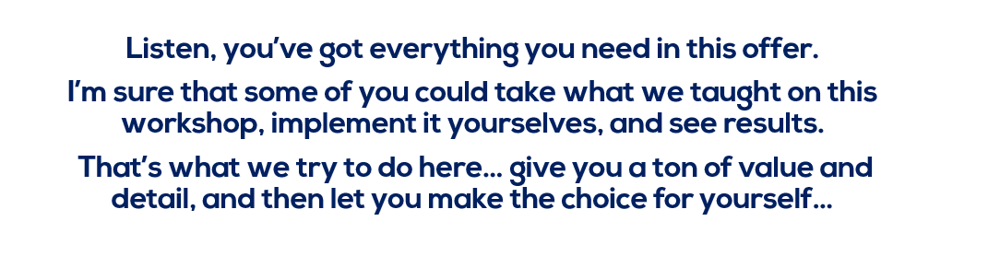 Listen, you’ve got everything you need in this offer.
I’m sure that some of you could take what we taught on this
workshop, implement it yourselves, and see results.
That’s what we try to do here... give you a ton of value and
detail, and then let you make the choice for yourself...